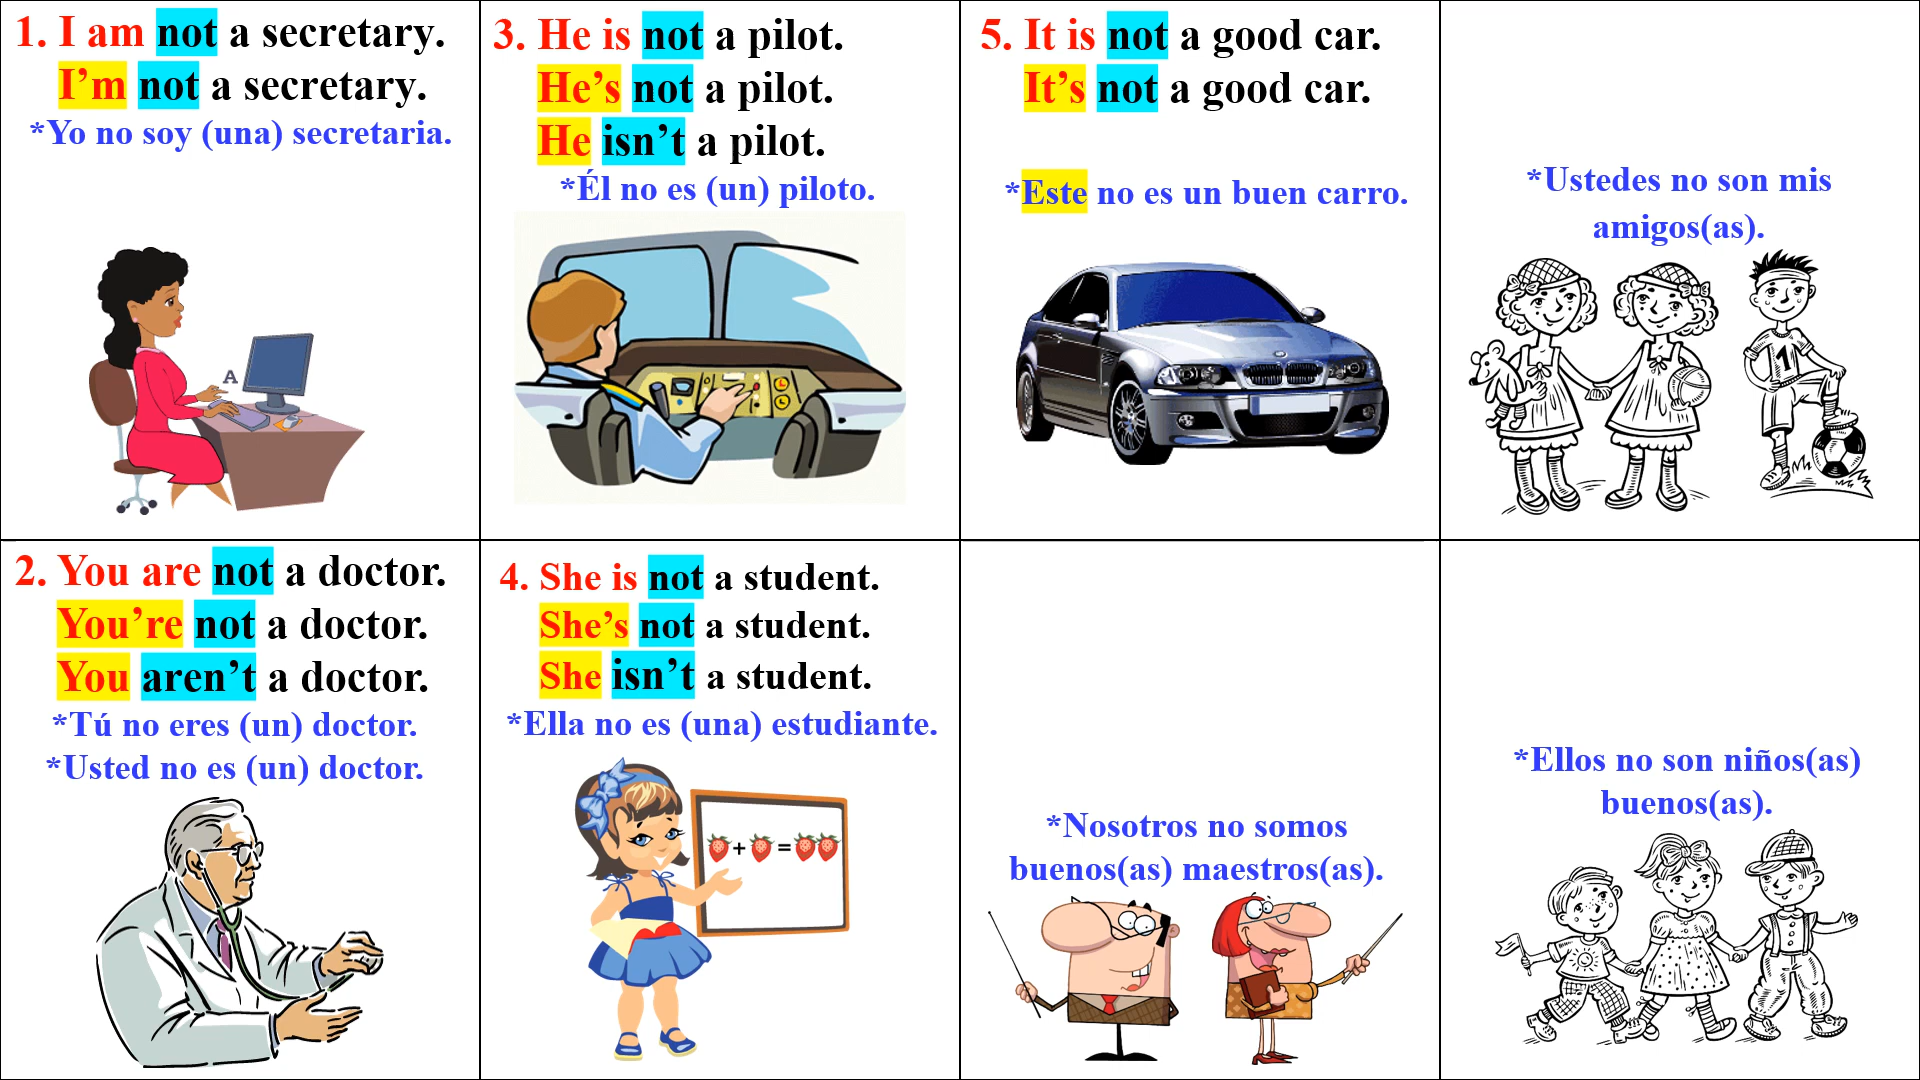 1. I am not a secretary.
I’m not a secretary.
*Yo no soy (una) secretaria.
A
2. You are not a doctor.
You’re not a doctor.
You aren’t a doctor.
*Tú no eres (un) doctor.
*Usted no es (un) doctor.
3. He is not a pilot.
He’s not a pilot.
He isn’t a pilot.
*Él no es (un) piloto.
4. She is not a student.
She’s not a student.
She isn’t a student.
*Ella no es (una) estudiante.
+ =
5. It is not a good car.
It’s not a good car.
*Este no es un buen carro.
*Nosotros no somos
buenos(as) maestros(as).
*Ustedes no son mis
amigos(as).
1
*Ellos no son niños(as)
buenos(as).